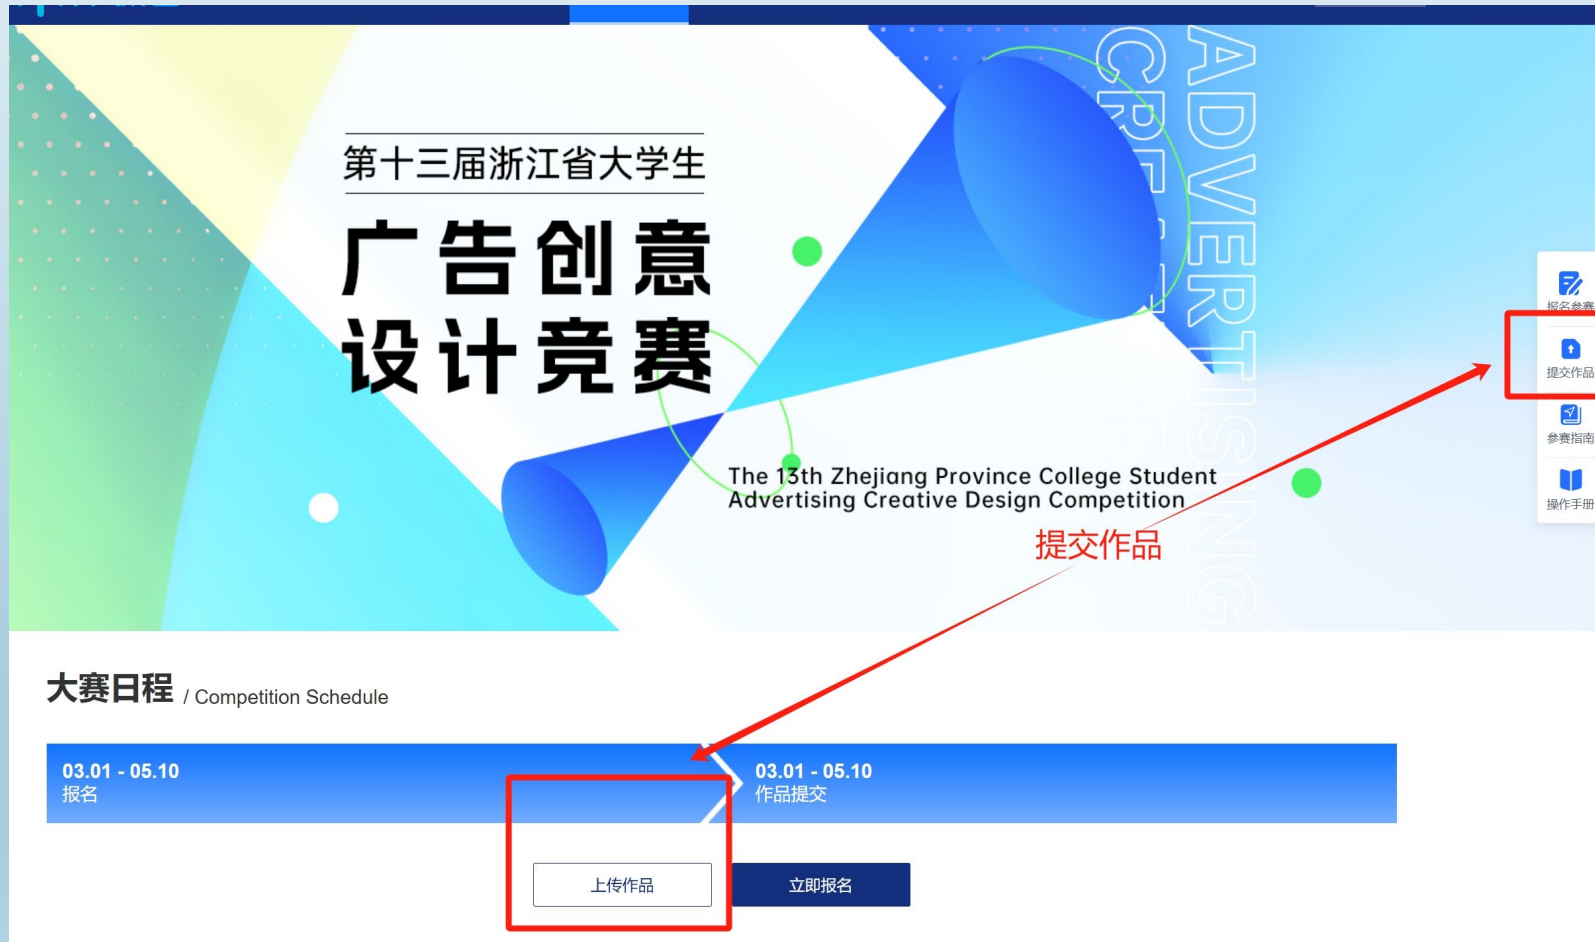 第十三届浙江省大学生
广告创意
设计竞赛
ADVERTISING
The 13th Zhejiang Province College Student
Advertising Creative Design Competition
提交作品
报名参赛
提交作品
参赛指南
操作手册
大赛日程 / Competition Schedule
03.01 - 05.10
报名
03.01 - 05.10
作品提交
上传作品
立即报名